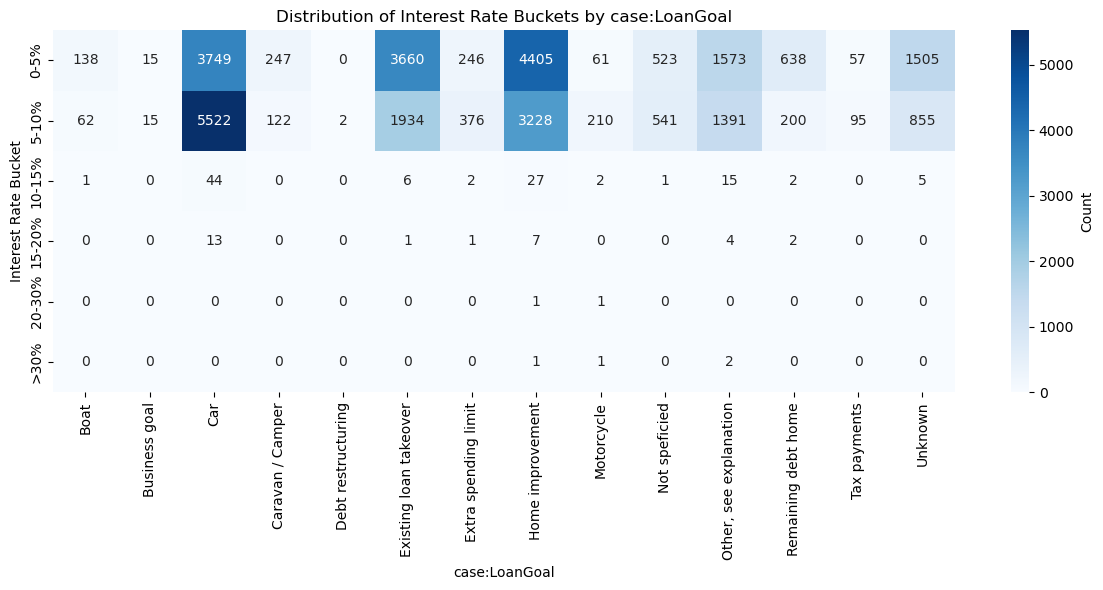 Distribution of Interest Rate Buckets by case:LoanGoal
Interest Rate Bucket
0-5% 138 15 3749 247 0 3660 246 4405 61 523 1573 638 57 1505
5-10% 62 15 5522 122 2 1934 376 3228 210 541 1391 200 95 855
10-15% 1 0 44 0 0 6 2 27 2 1 15 2 0 5
15-20% 0 0 13 0 0 1 1 7 0 0 4 2 0 0
20-30% 0 0 0 0 0 0 0 1 1 0 0 0 0 0
>30% 0 0 0 0 0 0 0 1 1 0 2 0 0 0
Boat
Business goal
Car
Caravan / Camper
Debt restructuring
Existing loan takeover
Extra spending limit
Home improvement
Motorcycle
Not speficied
Other, see explanation
Remaining debt home
Tax payments
Unknown
case:LoanGoal
5000
4000
3000
2000
1000
0
Count